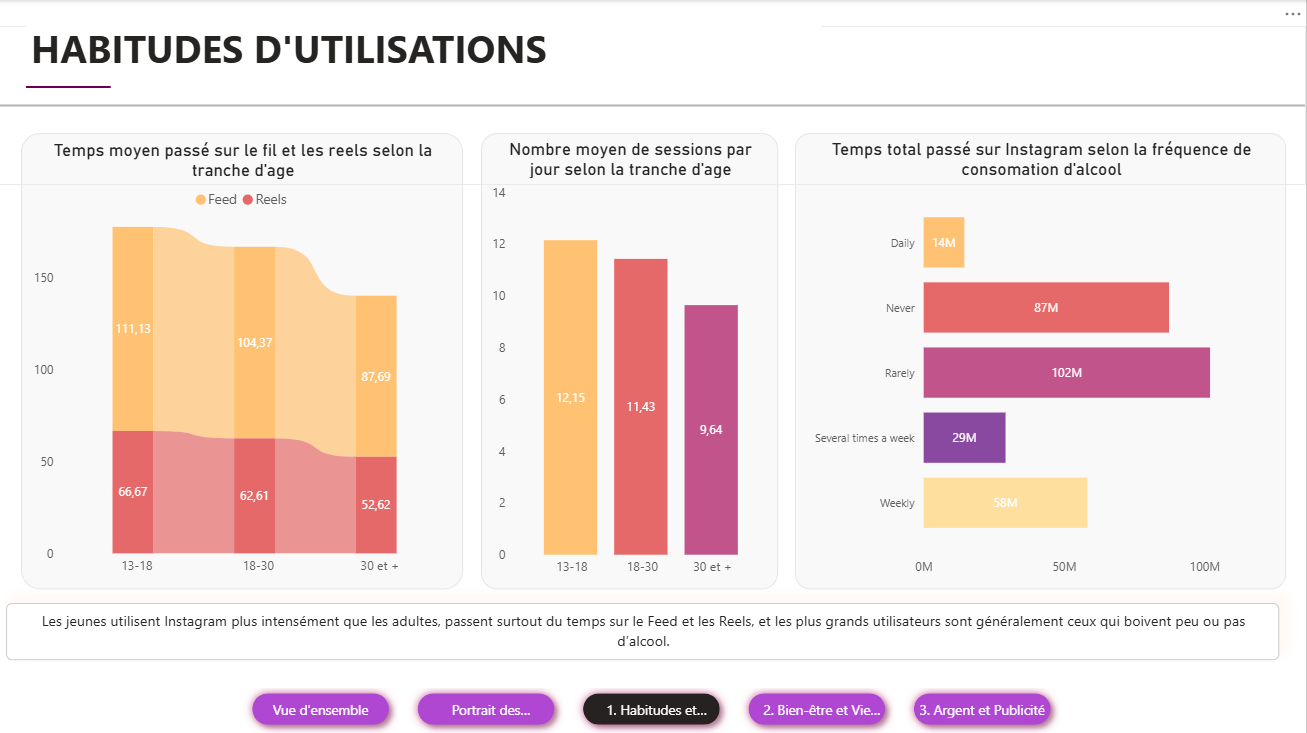 ...
HABITUDES D'UTILISATIONS
Temps moyen passé sur le fil et les reels selon la
tranche d'age
Feed Reels
150
100
50
0
111,13
104,37
87,69
66,67
62,61
52,62
13-18 18-30 30 et +
Nombre moyen de sessions par
jour selon la tranche d'age
14
12
10
8
6
4
2
0
12,15
11,43
9,64
13-18 18-30 30 et +
Temps total passé sur Instagram selon la fréquence de
consomation d'alcool
Daily 14M
Never 87M
Rarely 102M
Several times a week 29M
Weekly 58M
0M 50M 100M
Les jeunes utilisent Instagram plus intensément que les adultes, passent surtout du temps sur le Feed et les Reels, et les plus grands utilisateurs sont généralement ceux qui boivent peu ou pas
d’alcool.
Vue d'ensemble Portrait des... 1. Habitudes et... 2. Bien-être et Vie... 3. Argent et Publicité